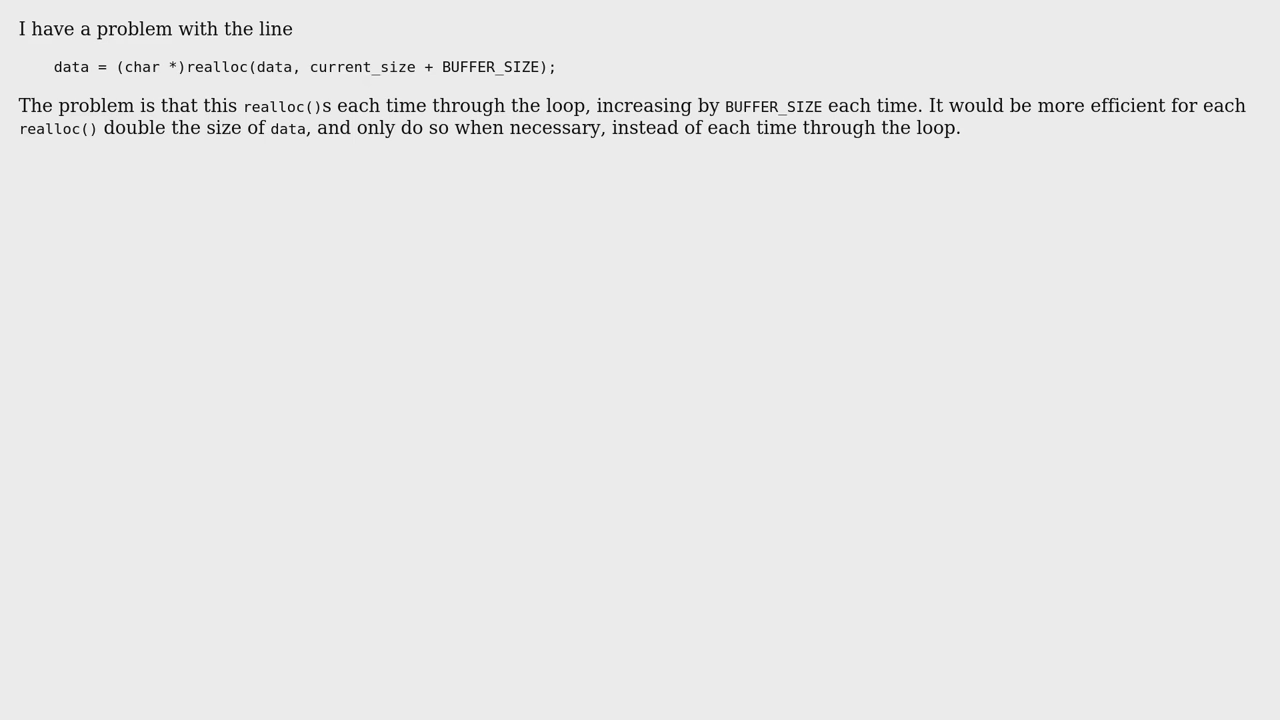 I have a problem with the line
data = (char *)realloc(data, current_size + BUFFER_SIZE);
The problem is that this realloc()s each time through the loop, increasing by BUFFER_SIZE each time. It would be more efficient for each
realloc() double the size of data, and only do so when necessary, instead of each time through the loop.